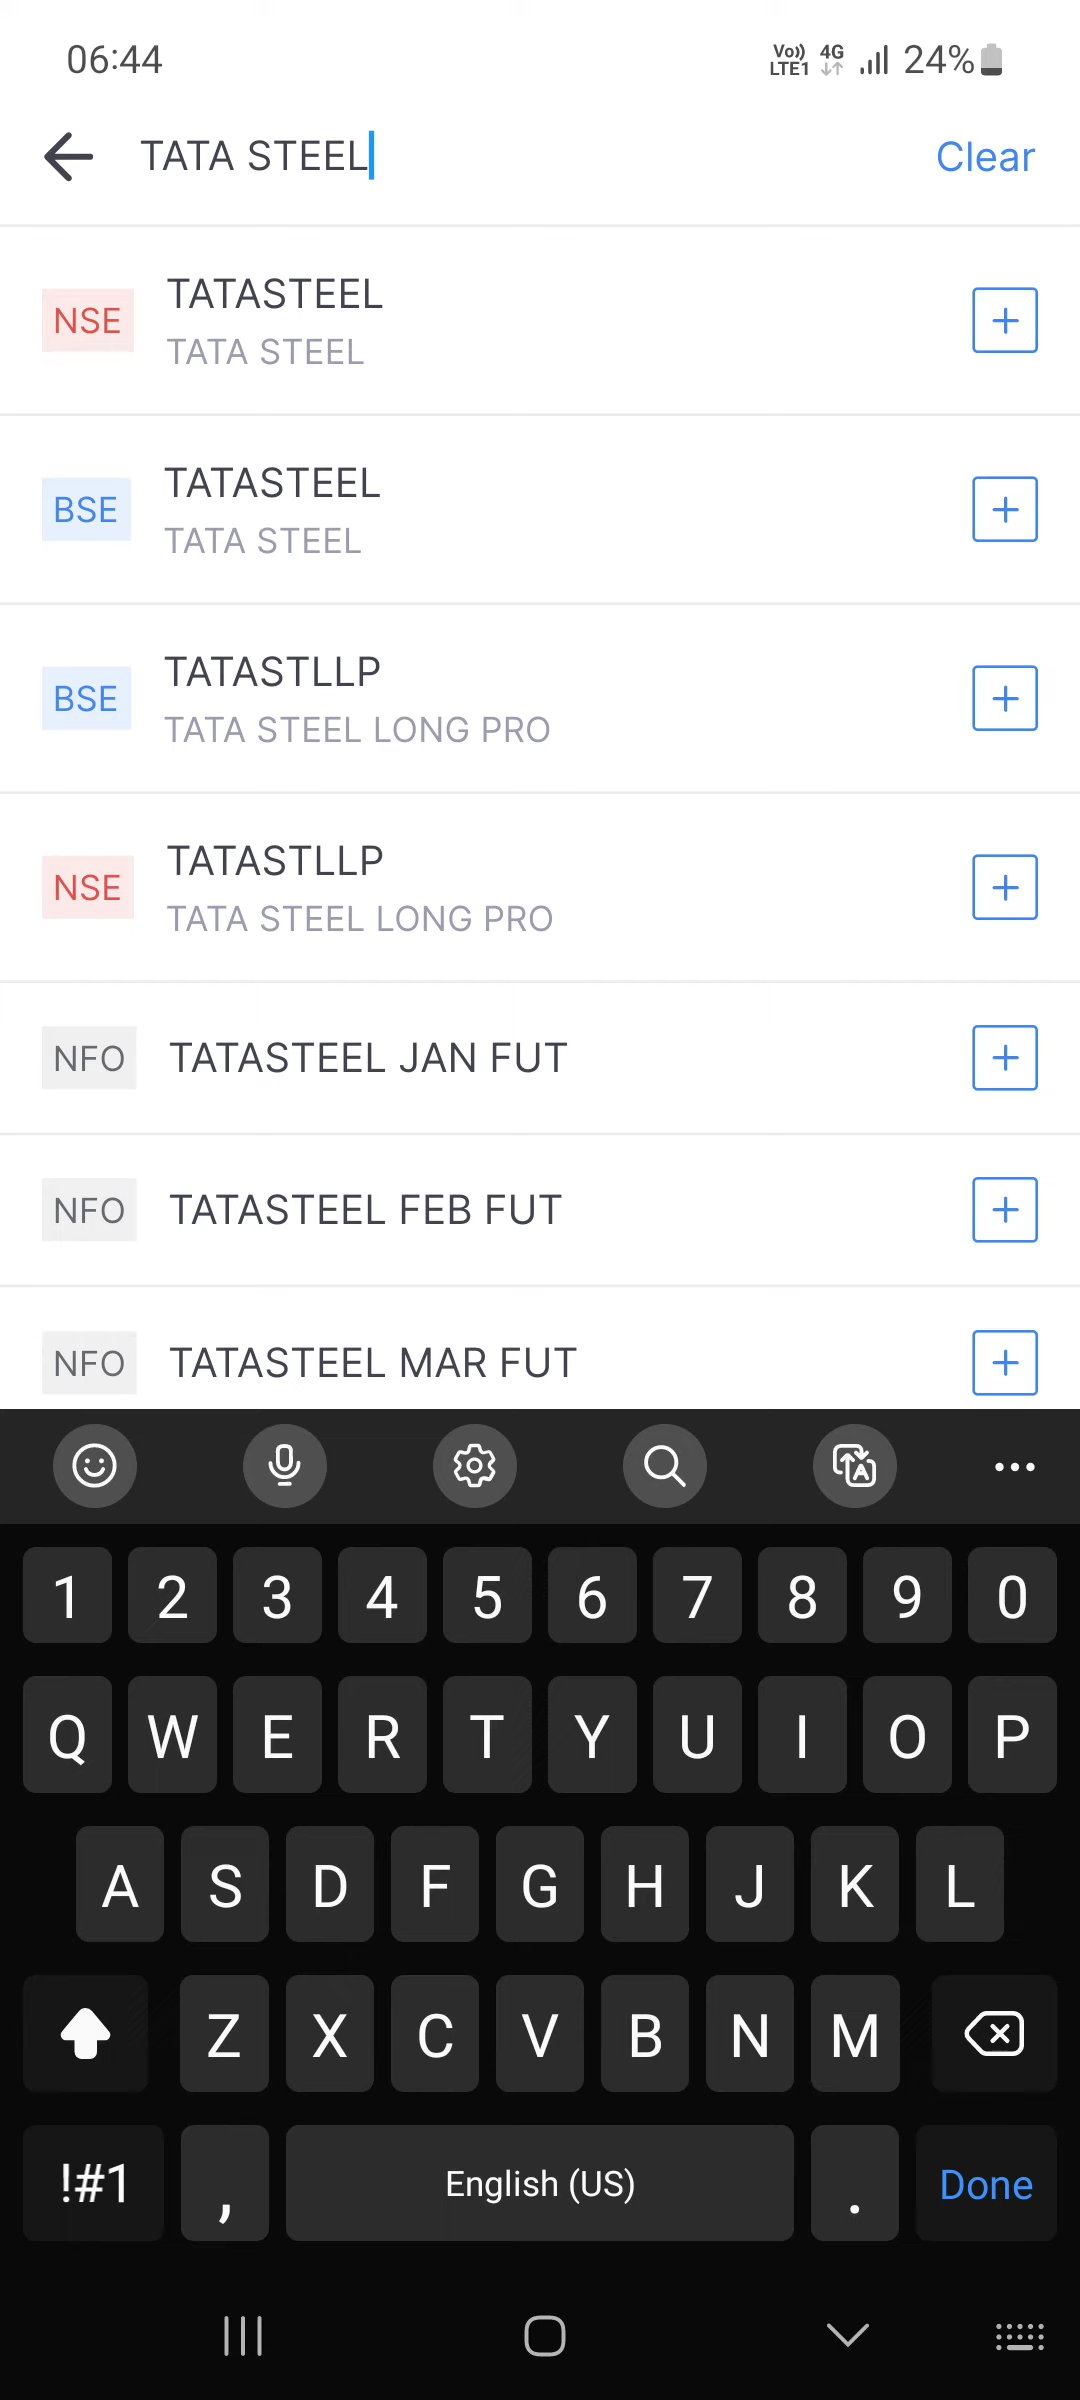 06:44
Vo)) LTE1 4G 24%
TATA STEEL
Clear
NSE
TATASTEEL
TATA STEEL
BSE
TATASTEEL
TATA STEEL
BSE
TATASTLLP
TATA STEEL LONG PRO
NSE
TATASTLLP
TATA STEEL LONG PRO
NFO TATASTEEL JAN FUT
NFO TATASTEEL FEB FUT
NFO TATASTEEL MAR FUT
1 2 3 4 5 6 7 8 9 0
Q W E R T Y U I O P
A S D F G H J K L
Z X C V B N M
!#1 , English (US) . Done